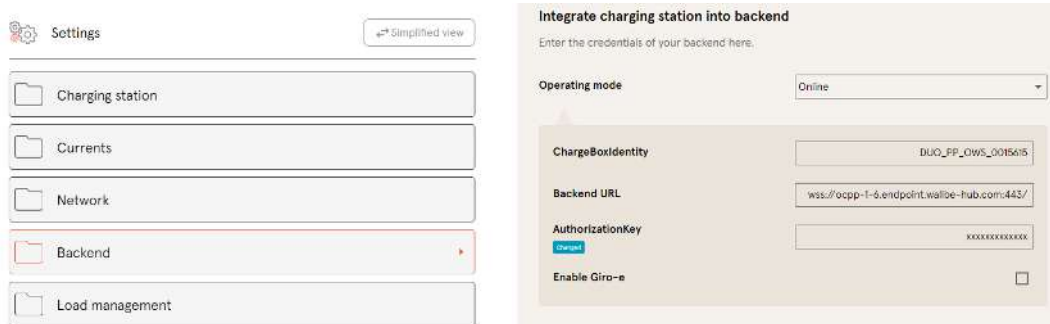 Settings
Simplified view
Charging station
Currents
Network
Backend
Load management
Integrate charging station into backend
Enter the credentials of your backend here.
Operating mode
Online
ChargeBoxIdentity
DUO_PP_OWS_0015615
Backend URL
wss://ocpp-1-6.endpoint.wallbe-hub.com:443/
AuthorizationKey
xxxxxxxxxxxxx
Changed
Enable Giro-e